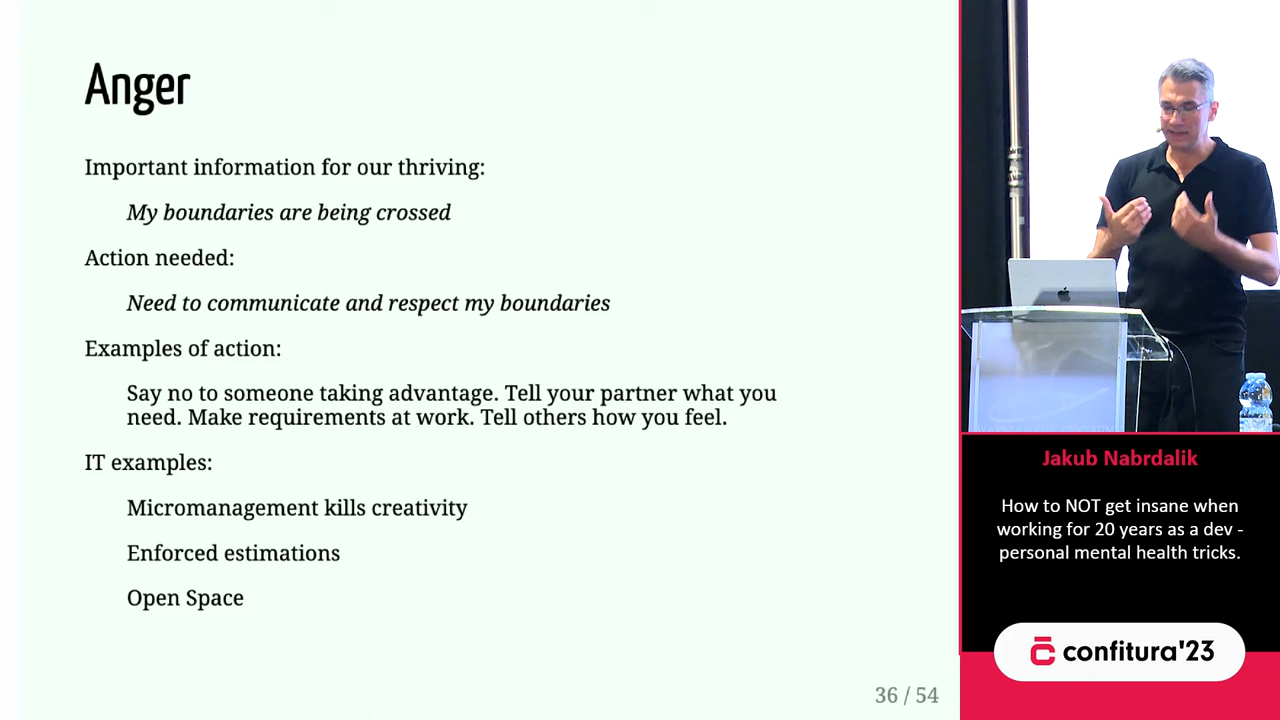 Anger
Important information for our thriving:
My boundaries are being crossed
Action needed:
Need to communicate and respect my boundaries
Examples of action:
Say no to someone taking advantage. Tell your partner what you
need. Make requirements at work. Tell others how you feel.
IT examples:
Micromanagement kills creativity
Enforced estimations
Open Space
36 / 54
Jakub Nabrdalik
How to NOT get insane when
working for 20 years as a dev -
personal mental health tricks.
confitura'23